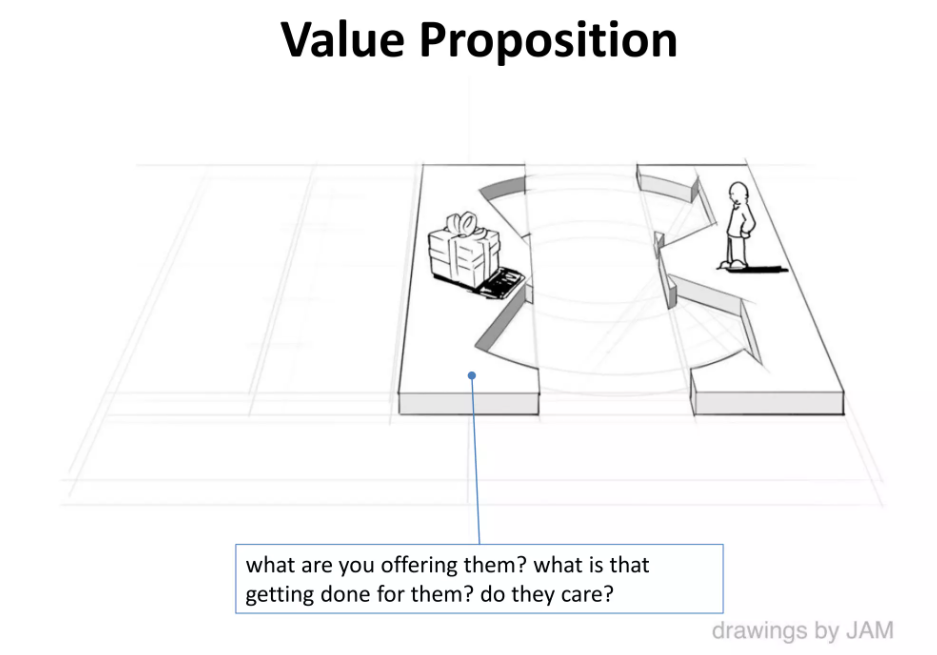 Value Proposition
what are you offering them? what is that
getting done for them? do they care?
drawings by JAM